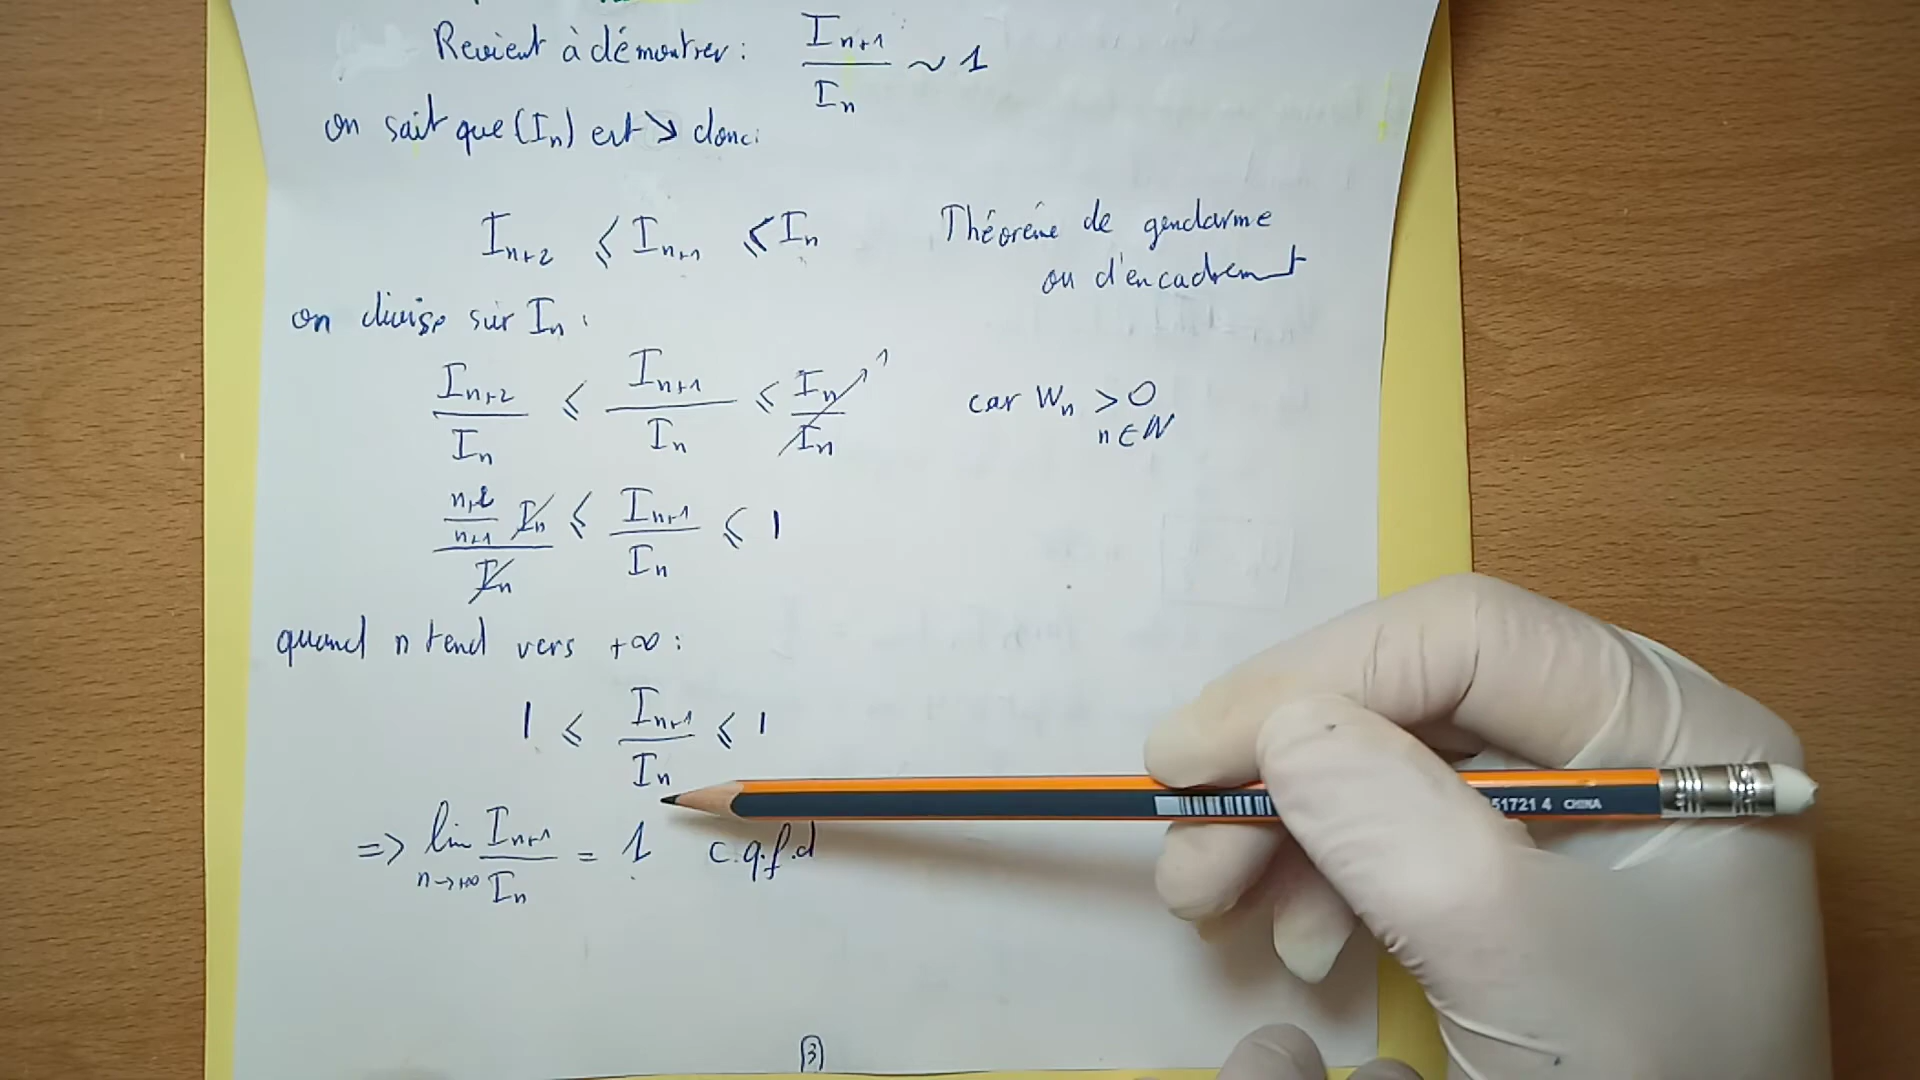 Revient à démontrer : I_{n+1} / I_n ~ 1
on sait que (I_n) est ↘ donc:
I_{n+2} ⩽ I_{n+1} ⩽ I_n
Théorème de gendarme
ou d'encadrement
on divise sur I_n :
I_{n+2} / I_n ⩽ I_{n+1} / I_n ⩽ I_n / I_n ↗ 1
car W_n > 0
n ∈ ℕ
((n+2)/(n+1) I_n) / I_n ⩽ I_{n+1} / I_n ⩽ 1
quand n tend vers +∞ :
1 ⩽ I_{n+1} / I_n ⩽ 1
=> lim n→+∞ I_{n+1} / I_n = 1 c.q.f.d
51721 4 CHINA
3